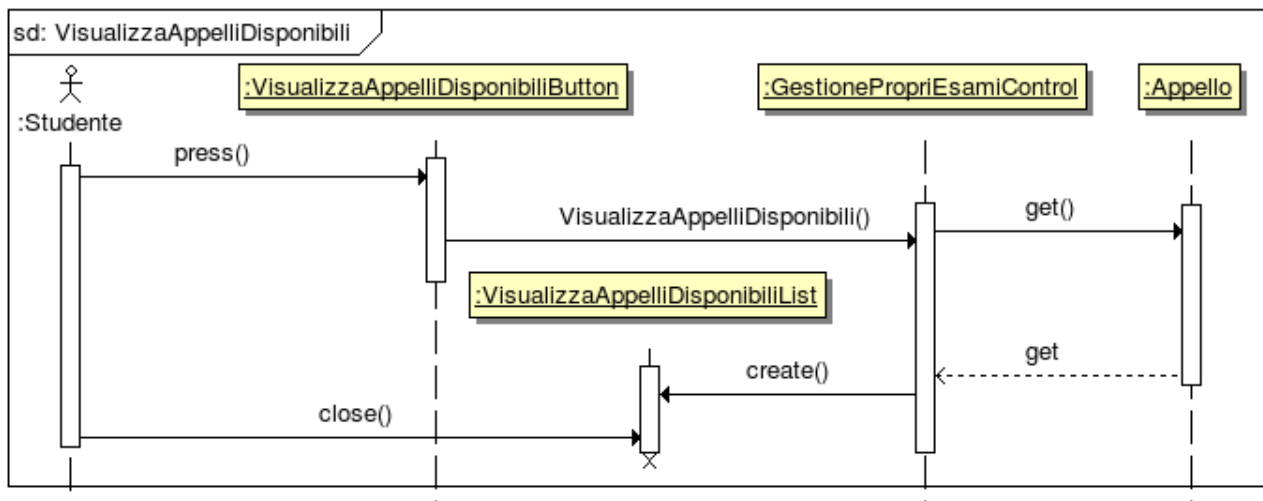 sd: VisualizzaAppelliDisponibili
:Studente
:VisualizzaAppelliDisponibiliButton
:GestionePropriEsamiControl
:Appello
press()
VisualizzaAppelliDisponibili()
get()
:VisualizzaAppelliDisponibiliList
get
create()
close()